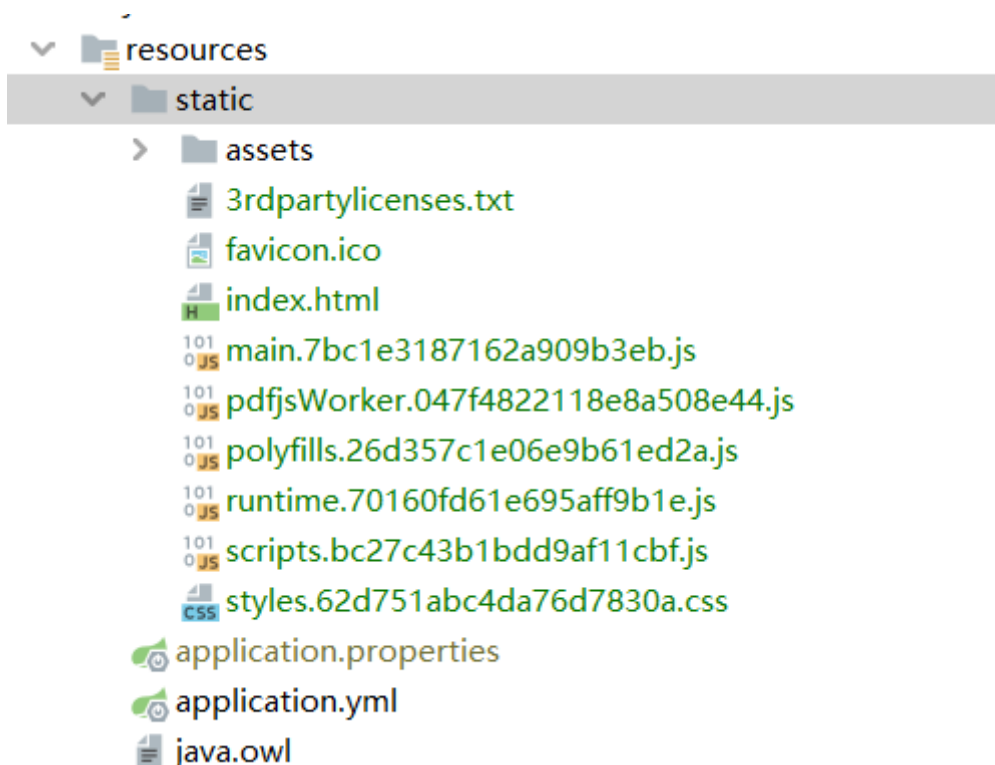 resources
static
assets
3rdpartylicenses.txt
favicon.ico
index.html
main.7bc1e3187162a909b3eb.js
pdfjsWorker.047f4822118e8a508e44.js
polyfills.26d357c1e06e9b61ed2a.js
runtime.70160fd61e695aff9b1e.js
scripts.bc27c43b1bdd9af11cbf.js
styles.62d751abc4da76d7830a.css
application.properties
application.yml
java.owl